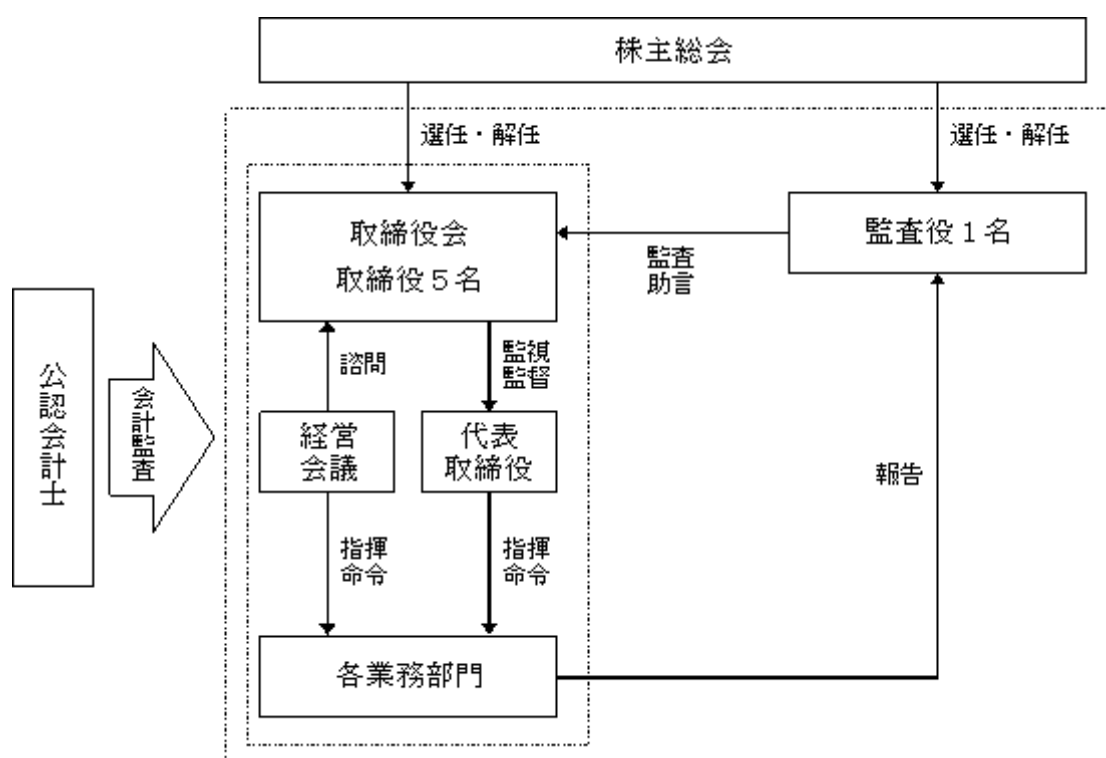 株主総会
選任・解任
選任・解任
取締役会
取締役５名
監査役１名
監査
助言
諮問
監視
監督
公認会計士
会計監査
経営
会議
代表
取締役
報告
指揮
命令
指揮
命令
各業務部門